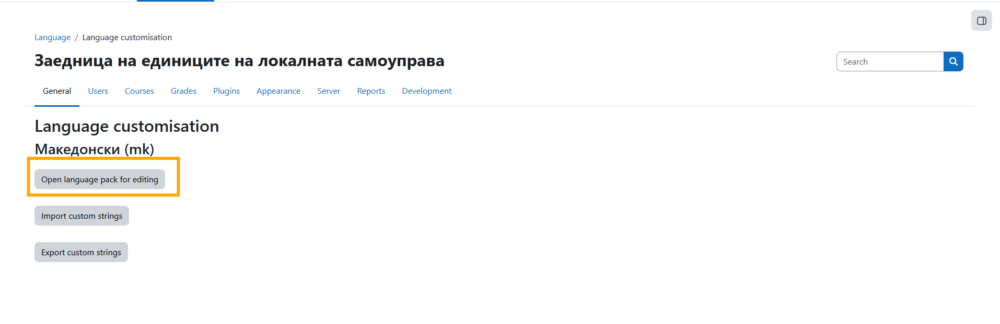 Language / Language customisation
Заедница на единиците на локалната самоуправа
Search
General Users Courses Grades Plugins Appearance Server Reports Development
Language customisation
Македонски (mk)
Open language pack for editing
Import custom strings
Export custom strings